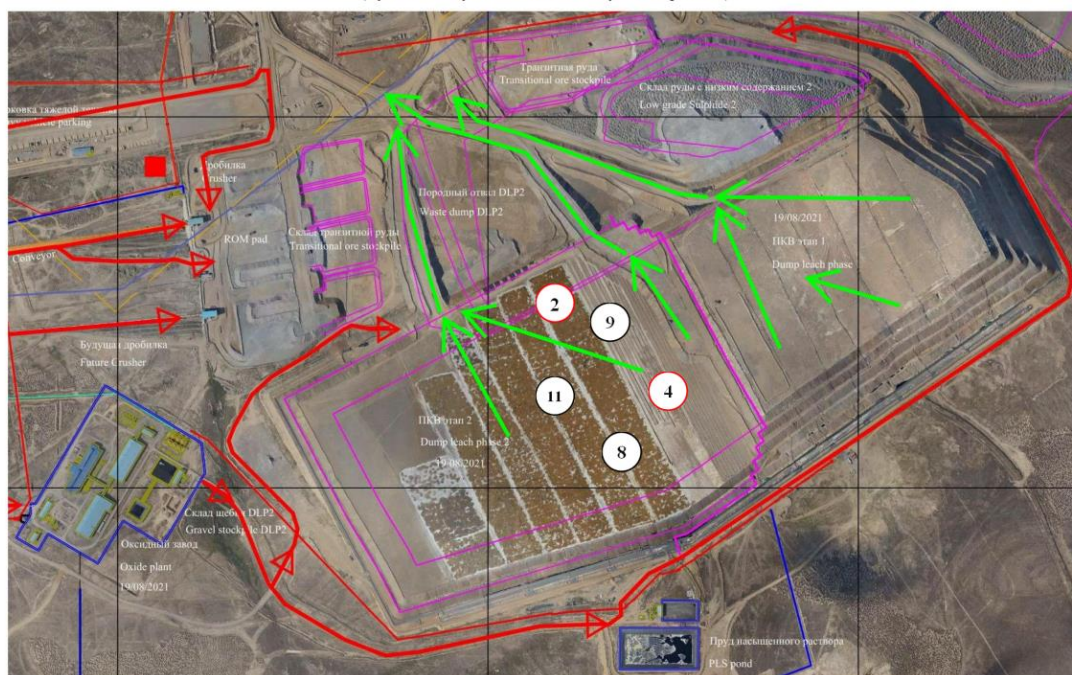 Транзитная руда
Transitional ore stockpile
Склад руды с низким содержанием 2
Low grade Sulphide 2
Crusher
ROM pad
Склад транзитной руды
Transitional ore stockpile
Породный отвал DLP2
Waste dump DLP2
19/08/2021
ПКВ этап 1
Dump leach phase
Conveyor
Будущая дробилка
Future Crusher
2
9
4
11
8
ПКВ этап 2
Dump leach phase 2
19/08/2021
Склад щебня DLP2
Gravel stockpile DLP2
Оксидный завод
Oxide plant
19/08/2021
Пруд насыщенного раствора
PLS pond